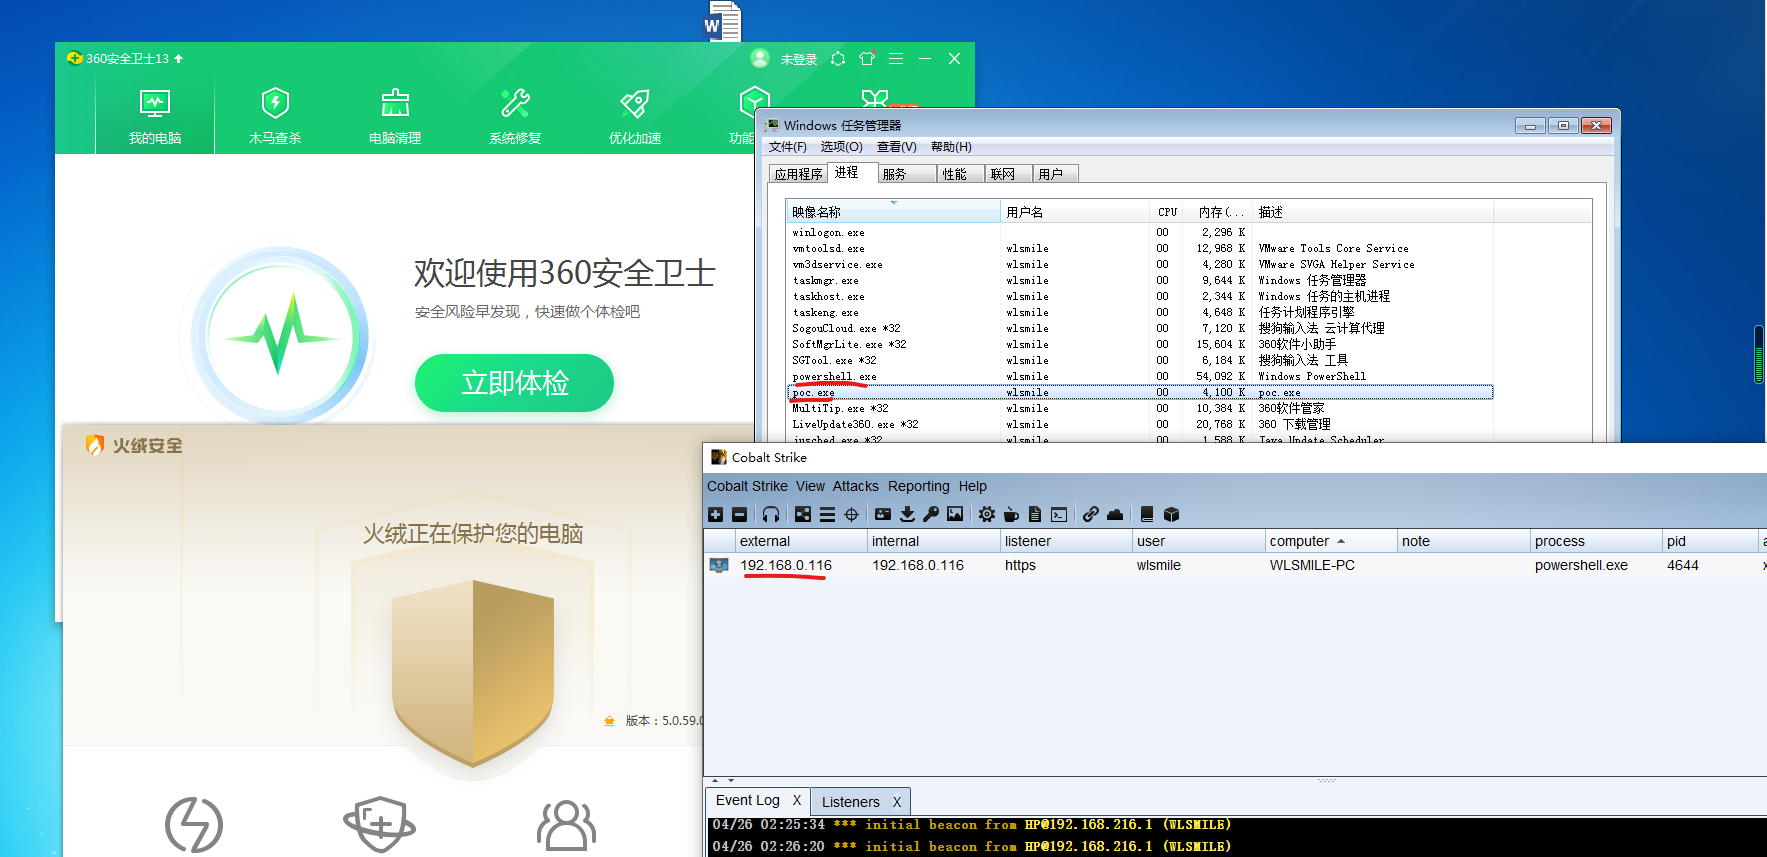 W
360安全卫士13
未登录
我的电脑
木马查杀
电脑清理
系统修复
优化加速
功能
欢迎使用360安全卫士
安全风险早发现，快速做个体检吧
立即体检
Windows 任务管理器
文件(F) 选项(O) 查看(V) 帮助(H)
应用程序 进程 服务 性能 联网 用户
映像名称 用户名 CPU 内存(... 描述
winlogon.exe 00 2,296 K
vmtoolsd.exe wlsmile 00 12,968 K VMware Tools Core Service
vm3dservice.exe wlsmile 00 4,280 K VMware SVGA Helper Service
taskmgr.exe wlsmile 00 9,644 K Windows 任务管理器
taskhost.exe wlsmile 00 2,344 K Windows 任务的主机进程
taskeng.exe wlsmile 00 4,648 K 任务计划程序引擎
SogouCloud.exe *32 wlsmile 00 7,120 K 搜狗输入法 云计算代理
SoftMgrLite.exe *32 wlsmile 00 15,604 K 360软件小助手
SGTool.exe *32 wlsmile 00 6,184 K 搜狗输入法 工具
powershell.exe wlsmile 00 54,092 K Windows PowerShell
poc.exe wlsmile 00 4,100 K poc.exe
MultiTip.exe *32 wlsmile 00 10,384 K 360软件管家
LiveUpdate360.exe *32 wlsmile 00 20,768 K 360 下载管理
jusched.exe *32 wlsmile 00 1,588 K Java Update Scheduler
火绒安全
火绒正在保护您的电脑
版本：5.0.59.0
Cobalt Strike
Cobalt Strike View Attacks Reporting Help
external internal listener user computer note process pid
192.168.0.116 192.168.0.116 https wlsmile WLSMILE-PC powershell.exe 4644
Event Log X Listeners X
04/26 02:25:34 *** initial beacon from HP@192.168.216.1 (WLSMILE)
04/26 02:26:20 *** initial beacon from HP@192.168.216.1 (WLSMILE)